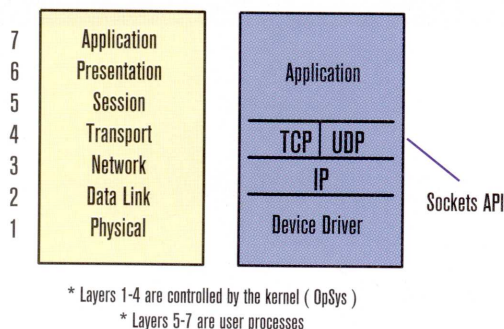 7 Application
6 Presentation
5 Session
4 Transport
3 Network
2 Data Link
1 Physical
Application
TCP UDP
IP
Device Driver
Sockets API
* Layers 1-4 are controlled by the kernel ( OpSys )
* Layers 5-7 are user processes